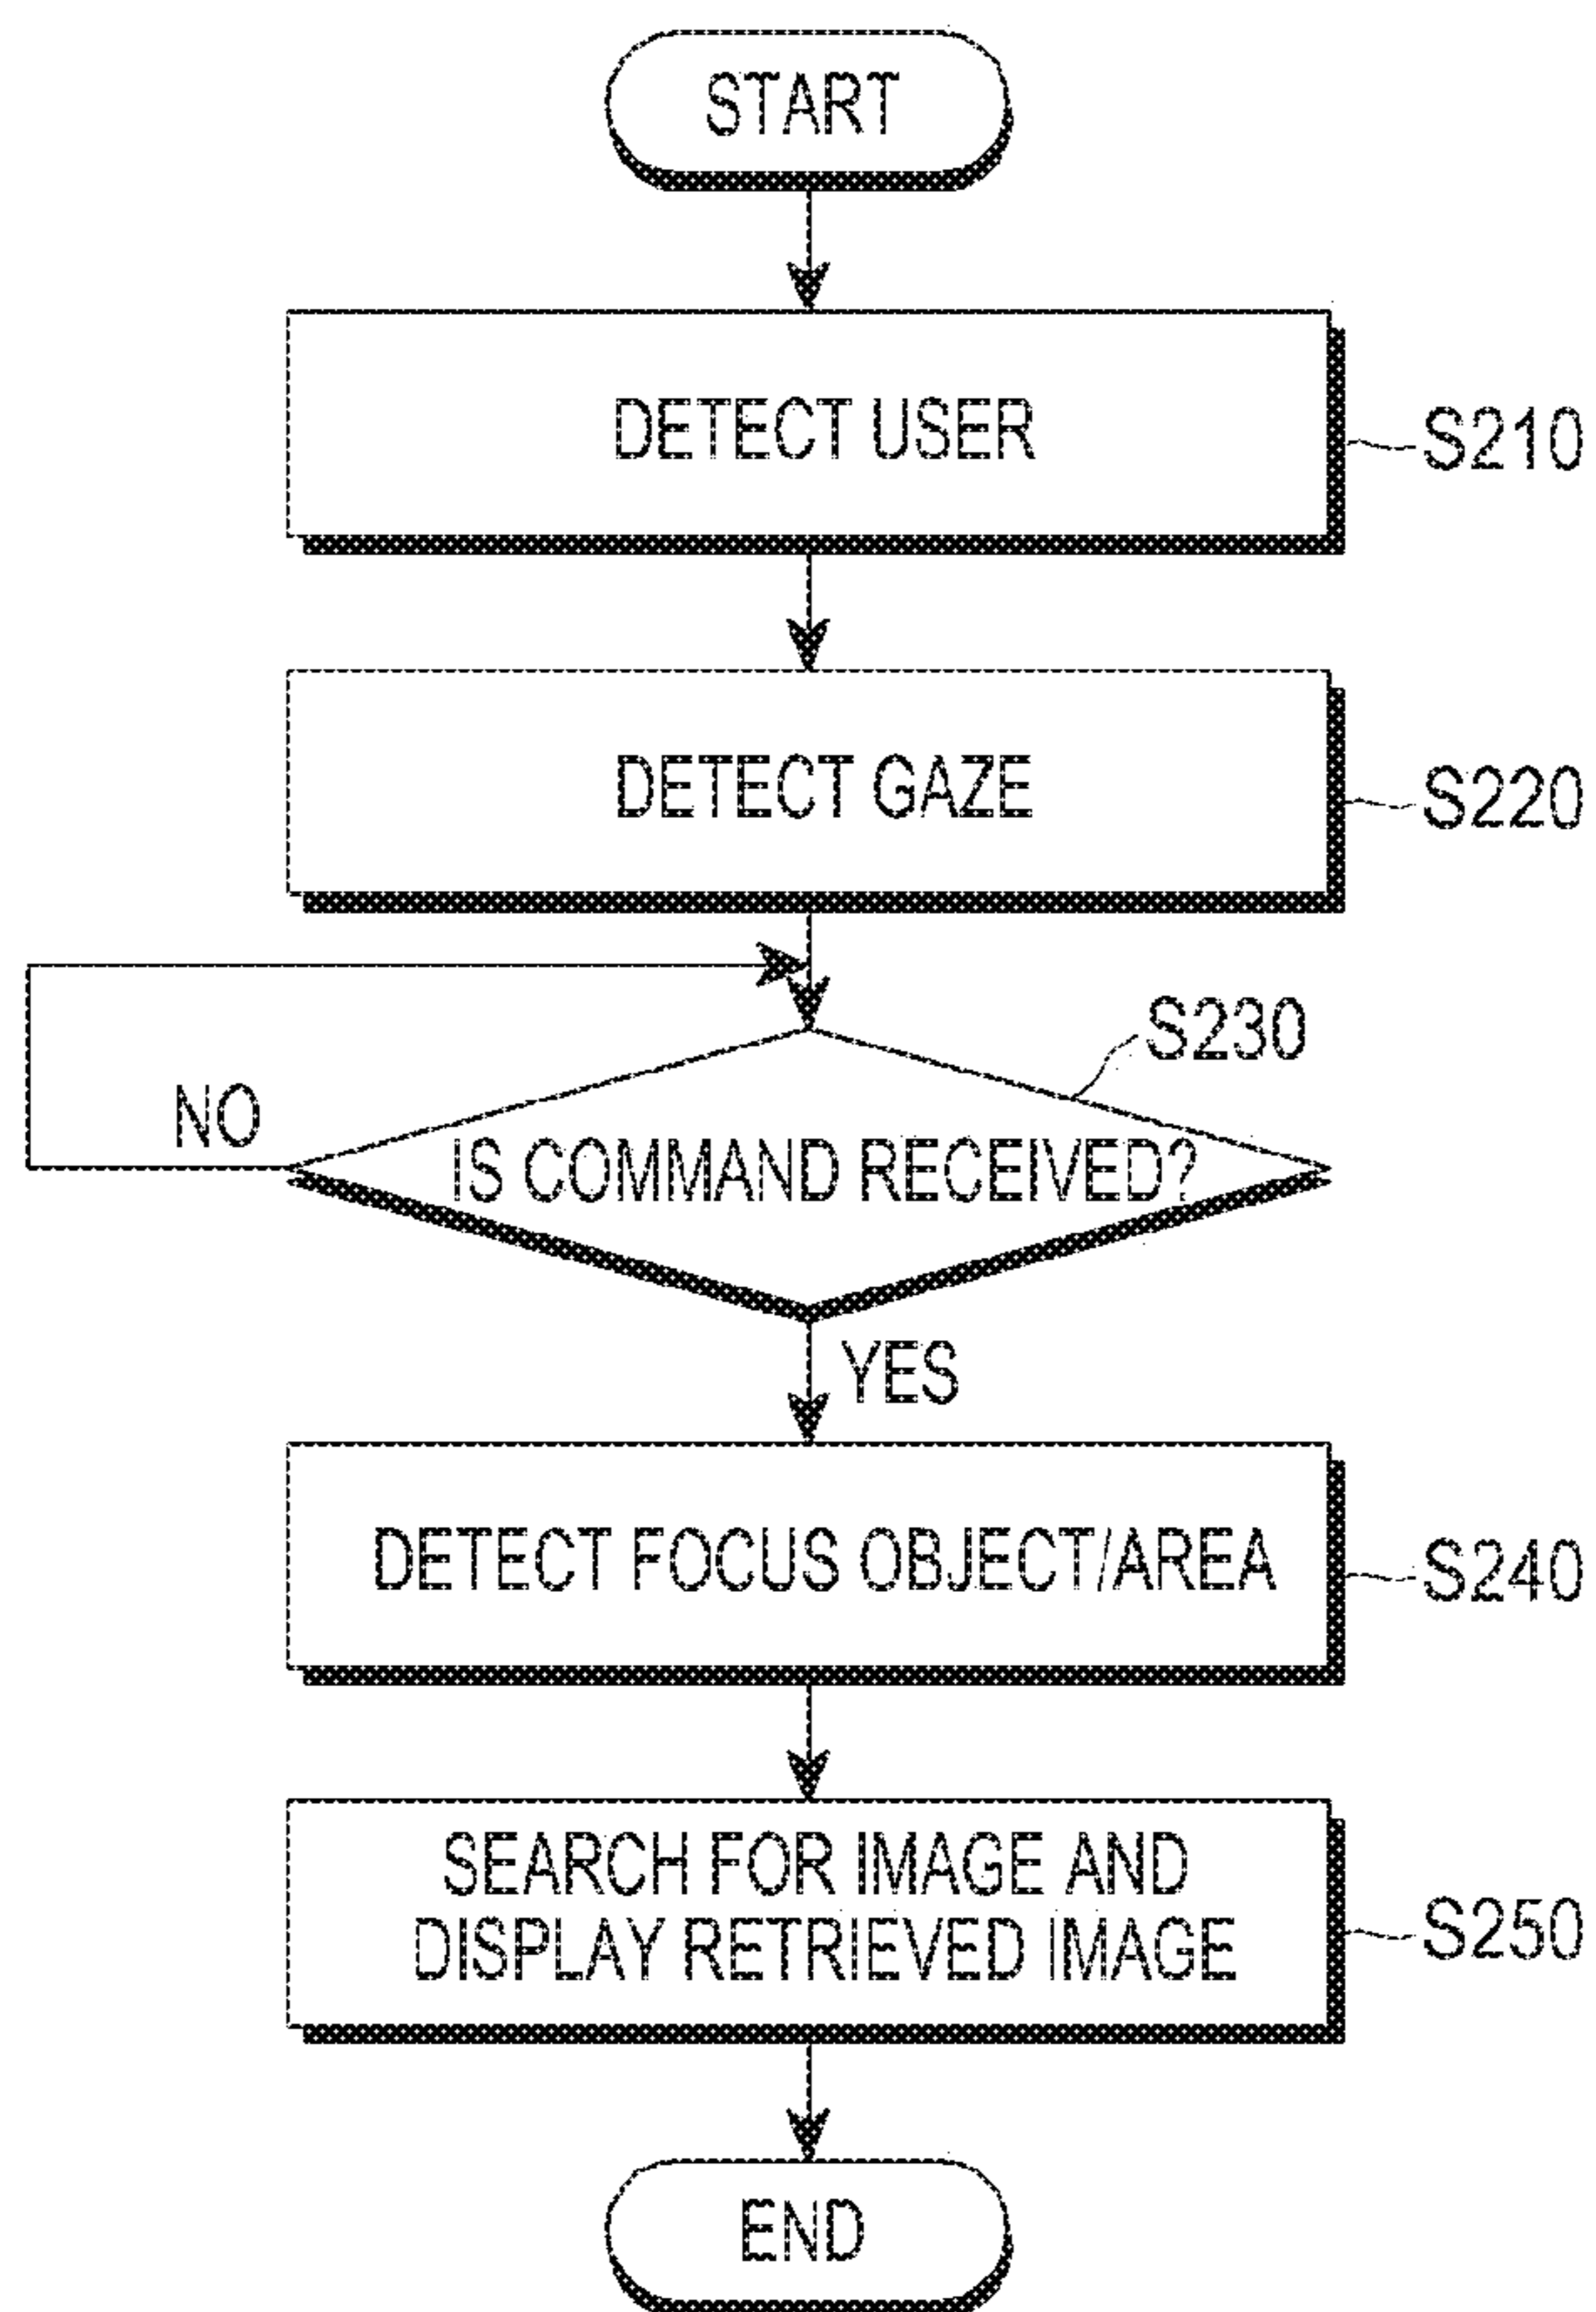 START
DETECT USER
S210
DETECT GAZE
S220
S230
NO
IS COMMAND RECEIVED?
YES
DETECT FOCUS OBJECT/AREA
S240
SEARCH FOR IMAGE AND
DISPLAY RETRIEVED IMAGE
S250
END